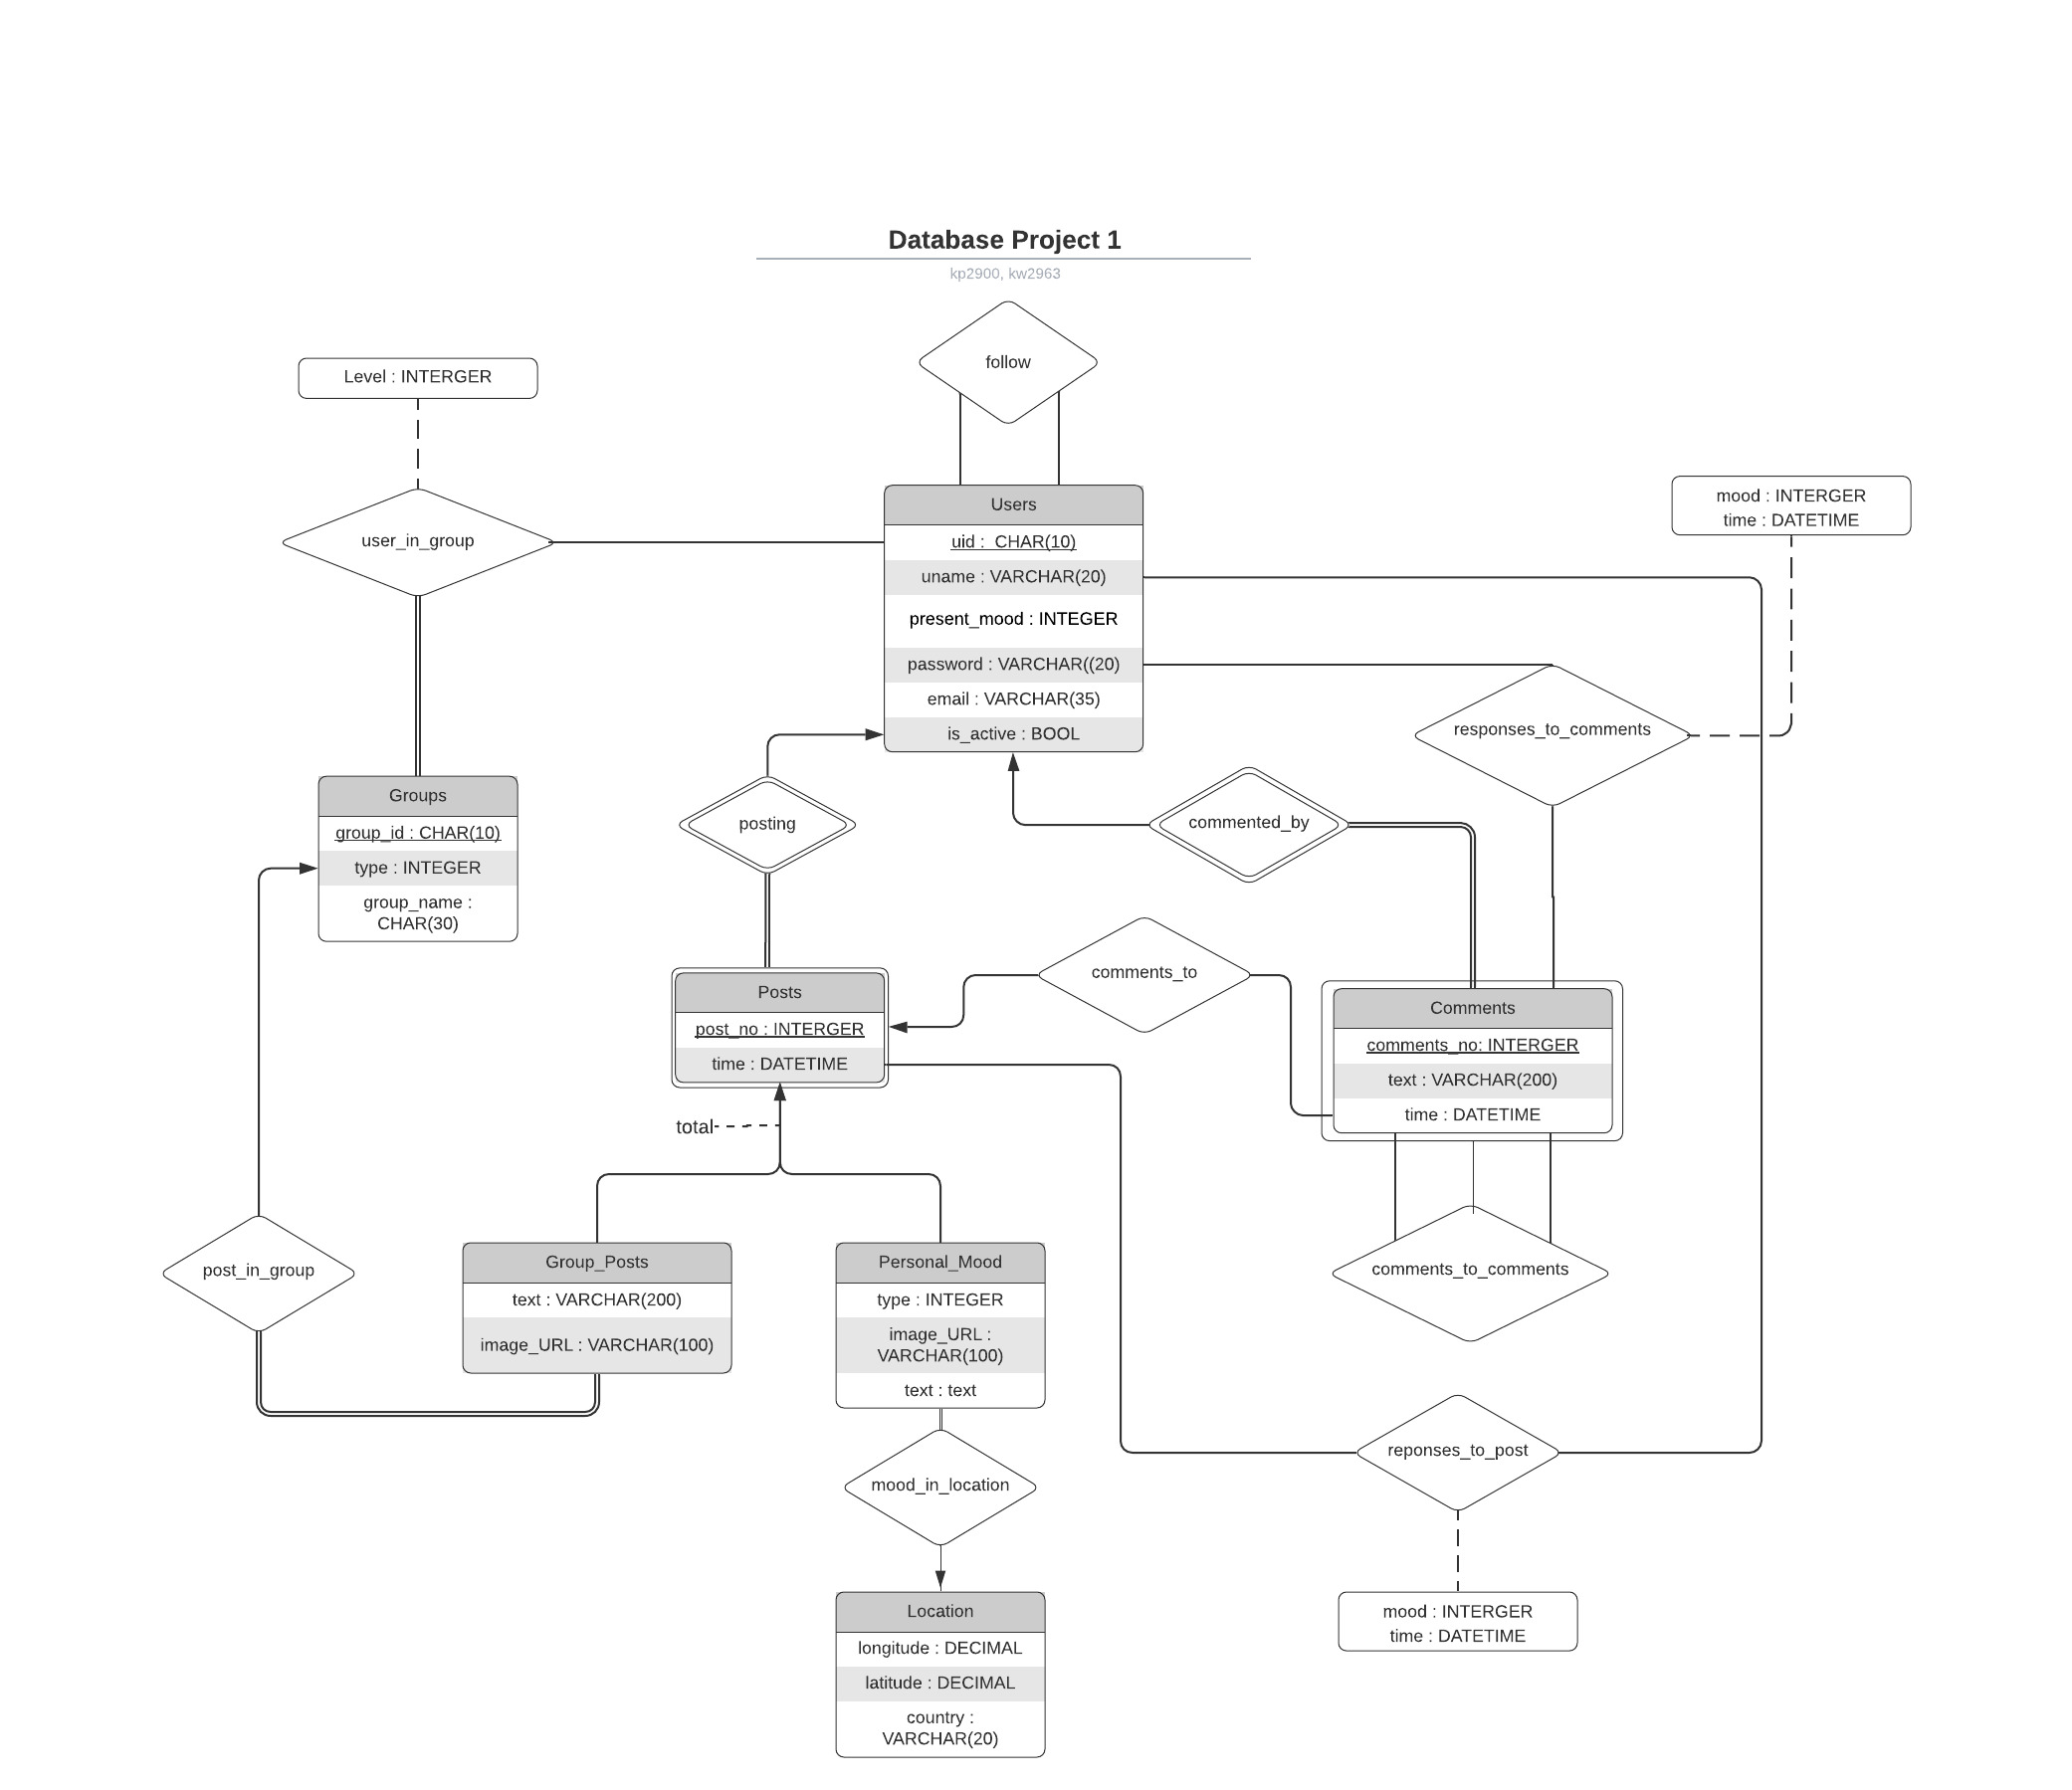 Database Project 1
kp2900, kw2963
follow
Level : INTERGER
user_in_group
Users
uid :  CHAR(10)
uname : VARCHAR(20)
present_mood : INTEGER
password : VARCHAR((20)
email : VARCHAR(35)
is_active : BOOL
mood : INTERGER
time : DATETIME
responses_to_comments
Groups
group_id : CHAR(10)
type : INTEGER
group_name :
CHAR(30)
posting
commented_by
comments_to
Posts
post_no : INTERGER
time : DATETIME
Comments
comments_no: INTERGER
text : VARCHAR(200)
time : DATETIME
total
post_in_group
Group_Posts
text : VARCHAR(200)
image_URL : VARCHAR(100)
Personal_Mood
type : INTEGER
image_URL :
VARCHAR(100)
text : text
comments_to_comments
mood_in_location
reponses_to_post
Location
longitude : DECIMAL
latitude : DECIMAL
country :
VARCHAR(20)
mood : INTERGER
time : DATETIME